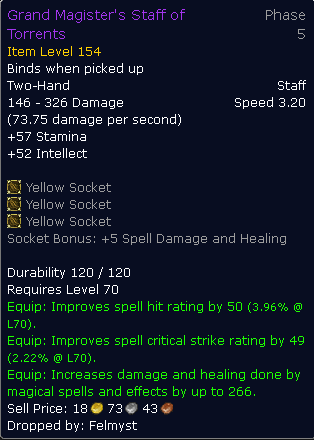 Grand Magister's Staff of Phase
Torrents 5
Item Level 154
Binds when picked up
Two-Hand Staff
146 - 326 Damage Speed 3.20
(73.75 damage per second)
+57 Stamina
+52 Intellect
Yellow Socket
Yellow Socket
Yellow Socket
Socket Bonus: +5 Spell Damage and Healing
Durability 120 / 120
Requires Level 70
Equip: Improves spell hit rating by 50 (3.96% @
L70).
Equip: Improves spell critical strike rating by 49
(2.22% @ L70).
Equip: Increases damage and healing done by
magical spells and effects by up to 266.
Sell Price: 18 73 43
Dropped by: Felmyst